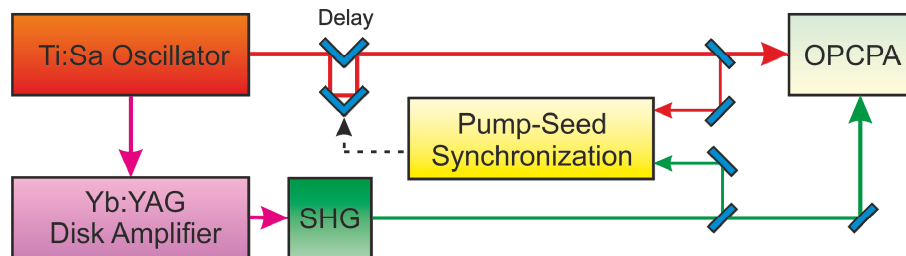 Delay
Ti:Sa Oscillator
OPCPA
Pump-Seed
Synchronization
Yb:YAG
Disk Amplifier
SHG